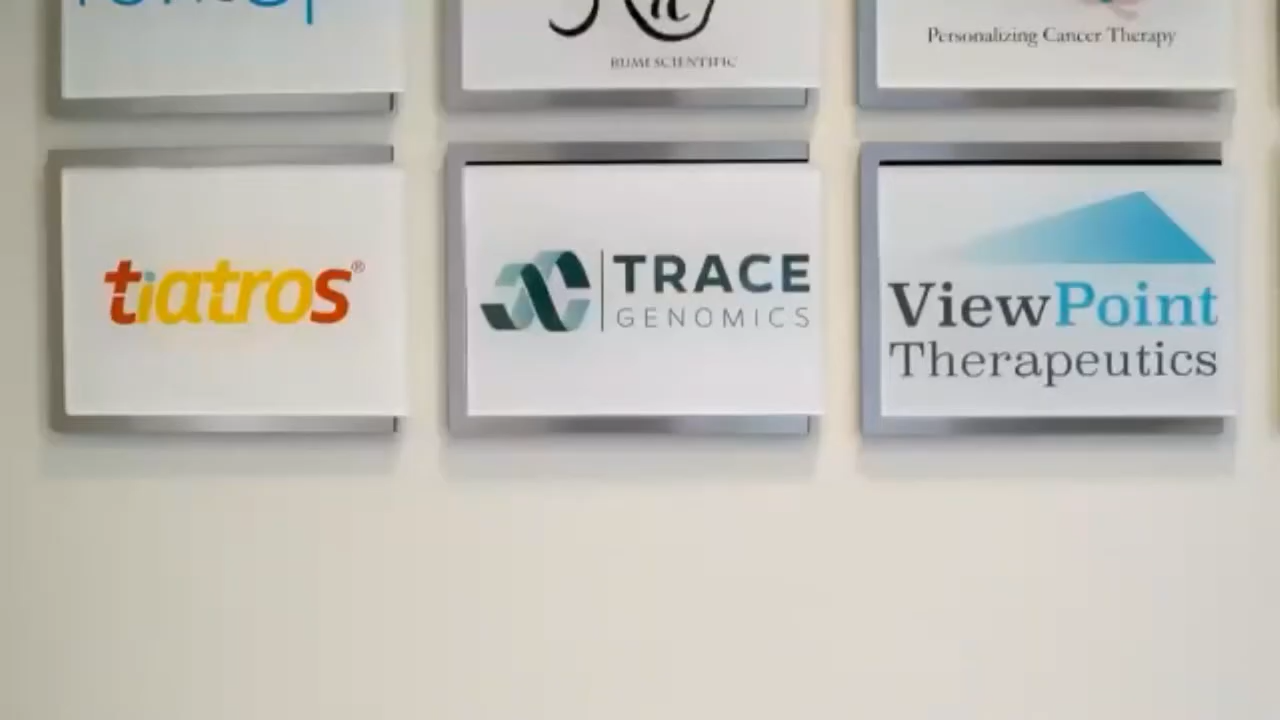 RUMI SCIENTIFIC
Personalizing Cancer Therapy
tiatros®
TRACE
GENOMICS
ViewPoint
Therapeutics